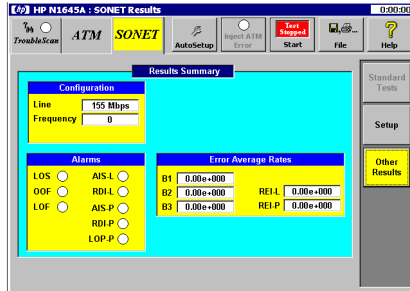 HP N1645A : SONET Results
0:00:00
TroubleScan
ATM
SONET
AutoSetup
Inject ATM
Error
Test
Stopped
Start
File
Help
Results Summary
Configuration
Line 155 Mbps
Frequency 0
Alarms
LOS AIS-L
OOF RDI-L
LOF AIS-P
RDI-P
LOP-P
Error Average Rates
B1 0.00e+000
B2 0.00e+000 REI-L 0.00e+000
B3 0.00e+000 REI-P 0.00e+000
Standard
Tests
Setup
Other
Results